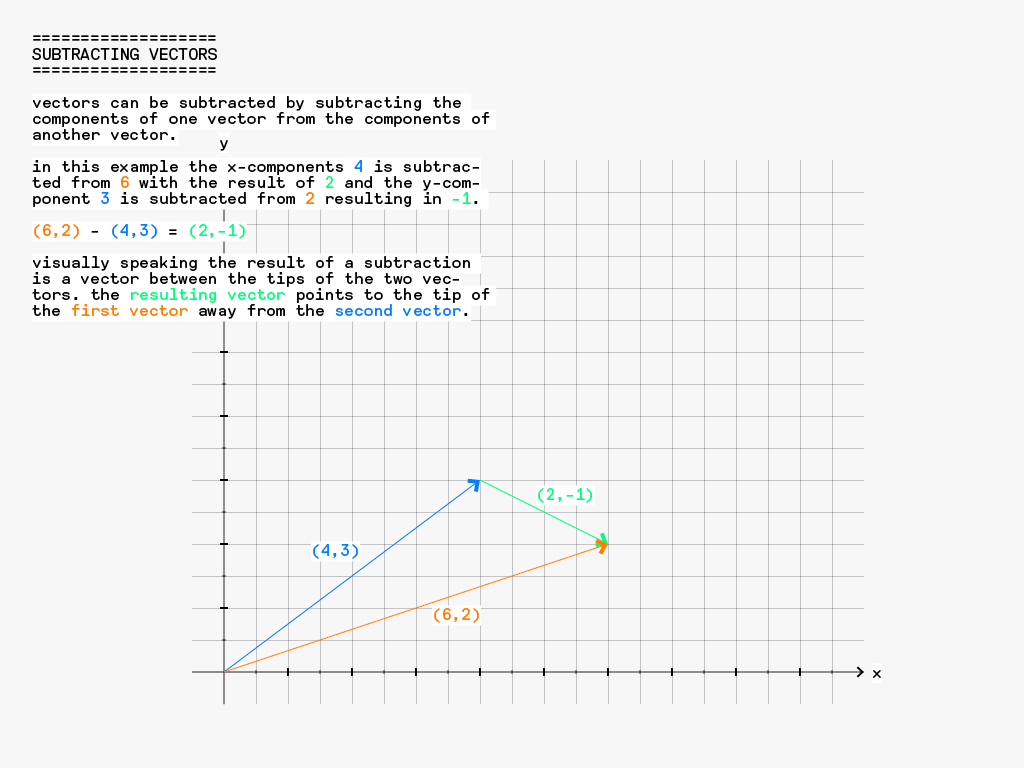 ===================
SUBTRACTING VECTORS
===================
vectors can be subtracted by subtracting the
components of one vector from the components of
another vector.
y
in this example the x-components 4 is subtrac-
ted from 6 with the result of 2 and the y-com-
ponent 3 is subtracted from 2 resulting in -1.
(6,2) - (4,3) = (2,-1)
visually speaking the result of a subtraction
is a vector between the tips of the two vec-
tors. the resulting vector points to the tip of
the first vector away from the second vector.
(2,-1)
(4,3)
(6,2)
x